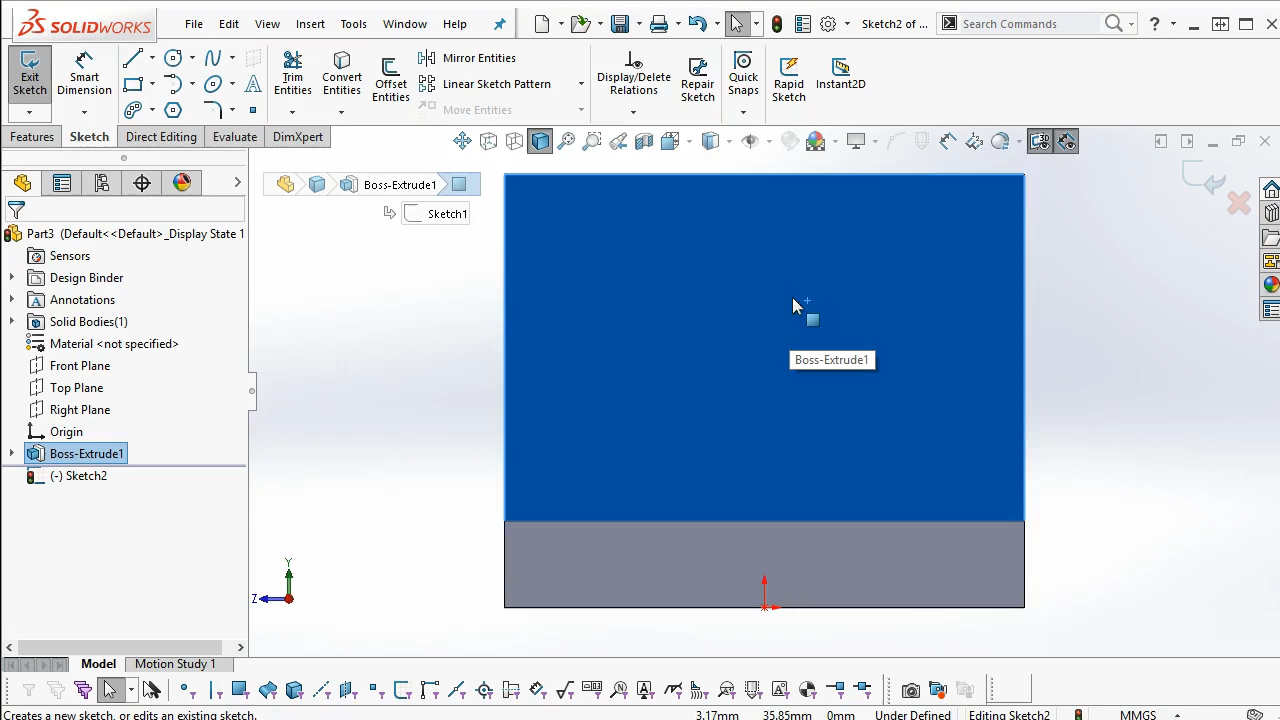 SOLIDWORKS
File Edit View Insert Tools Window Help
Sketch2 of ...
Search Commands
?
Exit Sketch
Smart Dimension
Trim Entities
Convert Entities
Offset Entities
Mirror Entities
Linear Sketch Pattern
Move Entities
Display/Delete Relations
Repair Sketch
Quick Snaps
Rapid Sketch
Instant2D
Features Sketch Direct Editing Evaluate DimXpert
Boss-Extrude1
Sketch1
Part3 (Default<<Default>_Display State 1
Sensors
Design Binder
Annotations
Solid Bodies(1)
Material <not specified>
Front Plane
Top Plane
Right Plane
Origin
Boss-Extrude1
(-) Sketch2
Boss-Extrude1
Y
Z
Model Motion Study 1
Creates a new sketch, or edits an existing sketch.
3.17mm 35.85mm 0mm Under Defined Editing Sketch2 MMGS